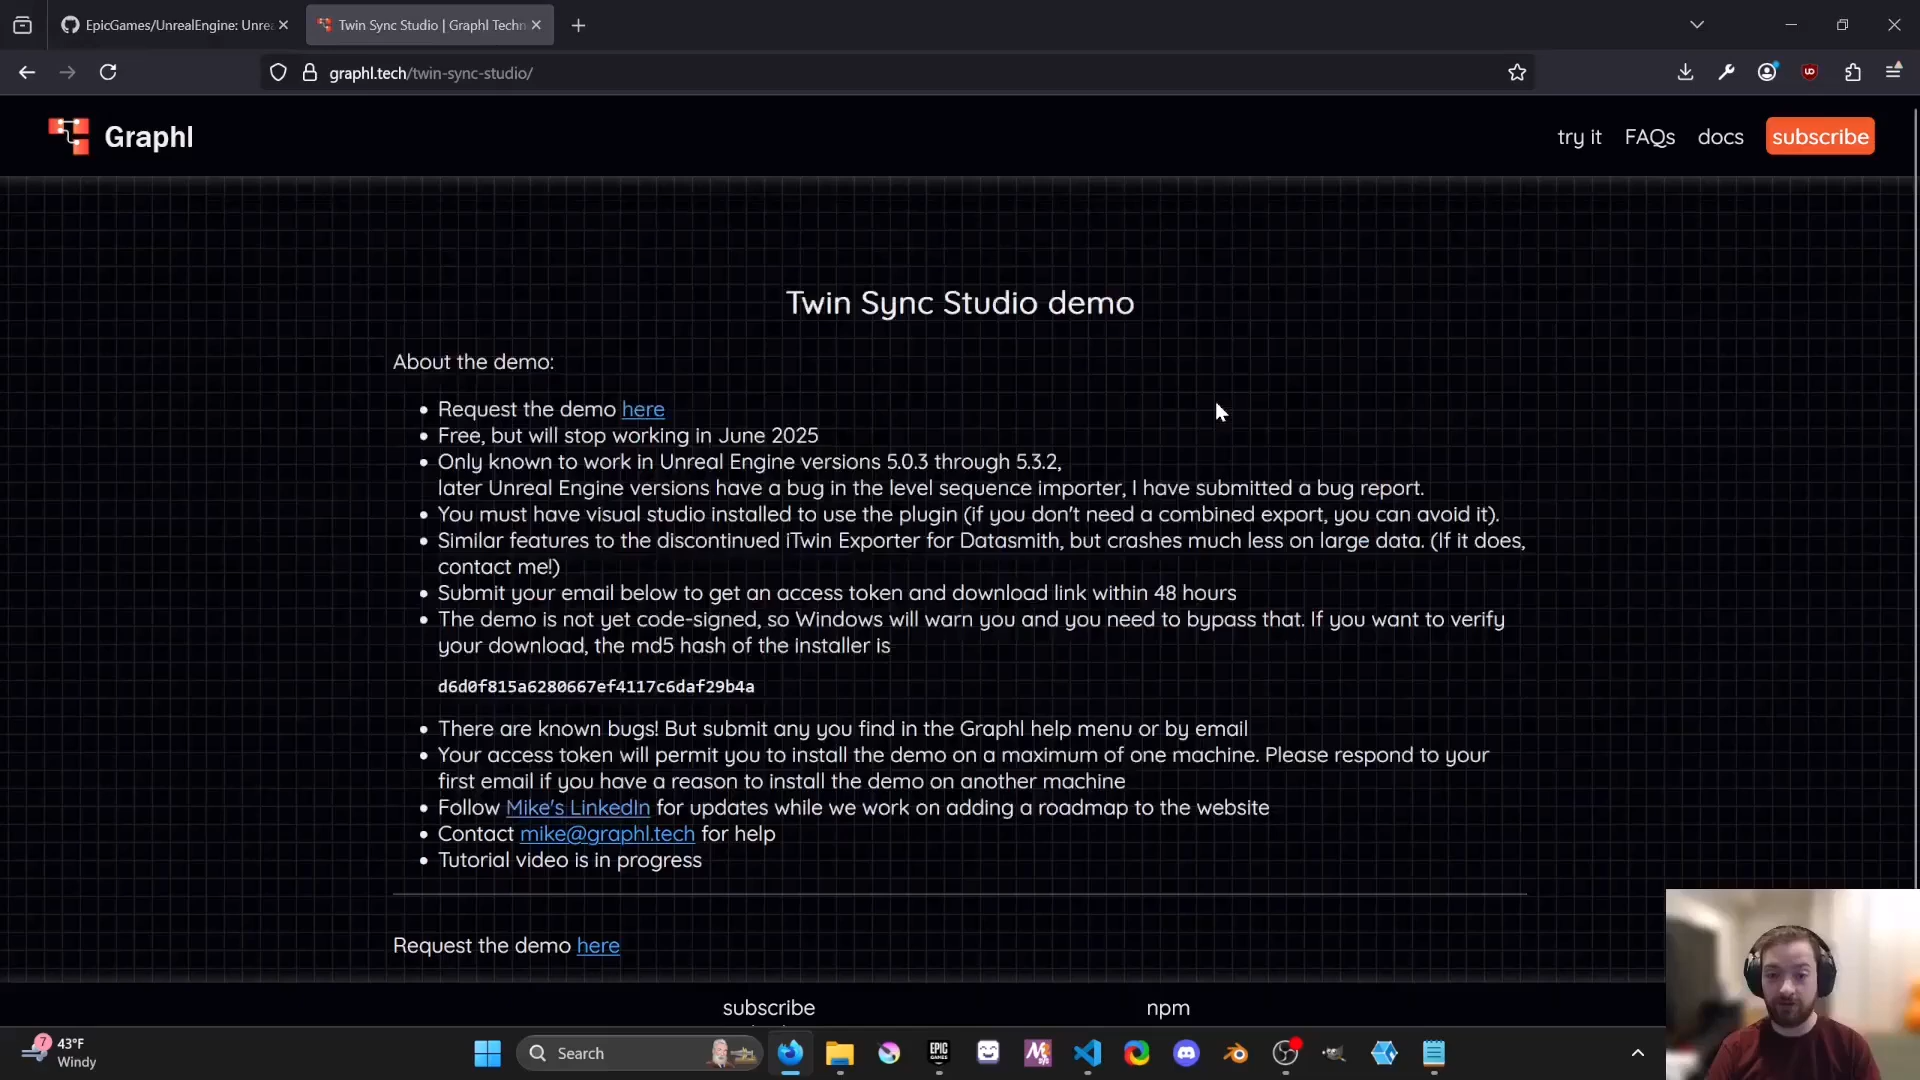 EpicGames/UnrealEngine: Unre
Twin Sync Studio | Graphl Techn
graphl.tech/twin-sync-studio/
Graphl
try it
FAQs
docs
subscribe
Twin Sync Studio demo
About the demo:
Request the demo here
Free, but will stop working in June 2025
Only known to work in Unreal Engine versions 5.0.3 through 5.3.2,
later Unreal Engine versions have a bug in the level sequence importer, I have submitted a bug report.
You must have visual studio installed to use the plugin (if you don't need a combined export, you can avoid it).
Similar features to the discontinued iTwin Exporter for Datasmith, but crashes much less on large data. (If it does,
contact me!)
Submit your email below to get an access token and download link within 48 hours
The demo is not yet code-signed, so Windows will warn you and you need to bypass that. If you want to verify
your download, the md5 hash of the installer is
d6d0f815a6280667ef4117c6daf29b4a
There are known bugs! But submit any you find in the Graphl help menu or by email
Your access token will permit you to install the demo on a maximum of one machine. Please respond to your
first email if you have a reason to install the demo on another machine
Follow Mike's LinkedIn for updates while we work on adding a roadmap to the website
Contact mike@graphl.tech for help
Tutorial video is in progress
Request the demo here
subscribe
npm
7
43°F
Windy
Search
EPIC
GAMES